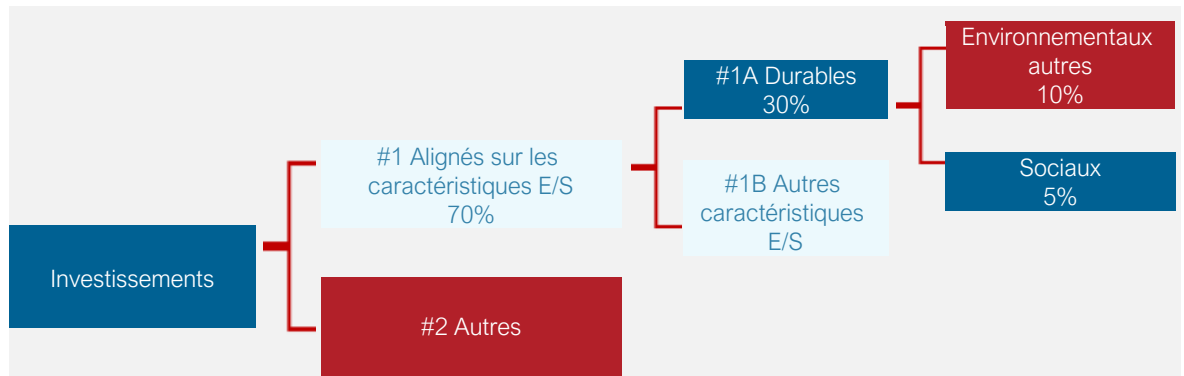 Investissements
#1 Alignés sur les
caractéristiques E/S
70%
#2 Autres
#1A Durables
30%
#1B Autres
caractéristiques
E/S
Environnementaux
autres
10%
Sociaux
5%